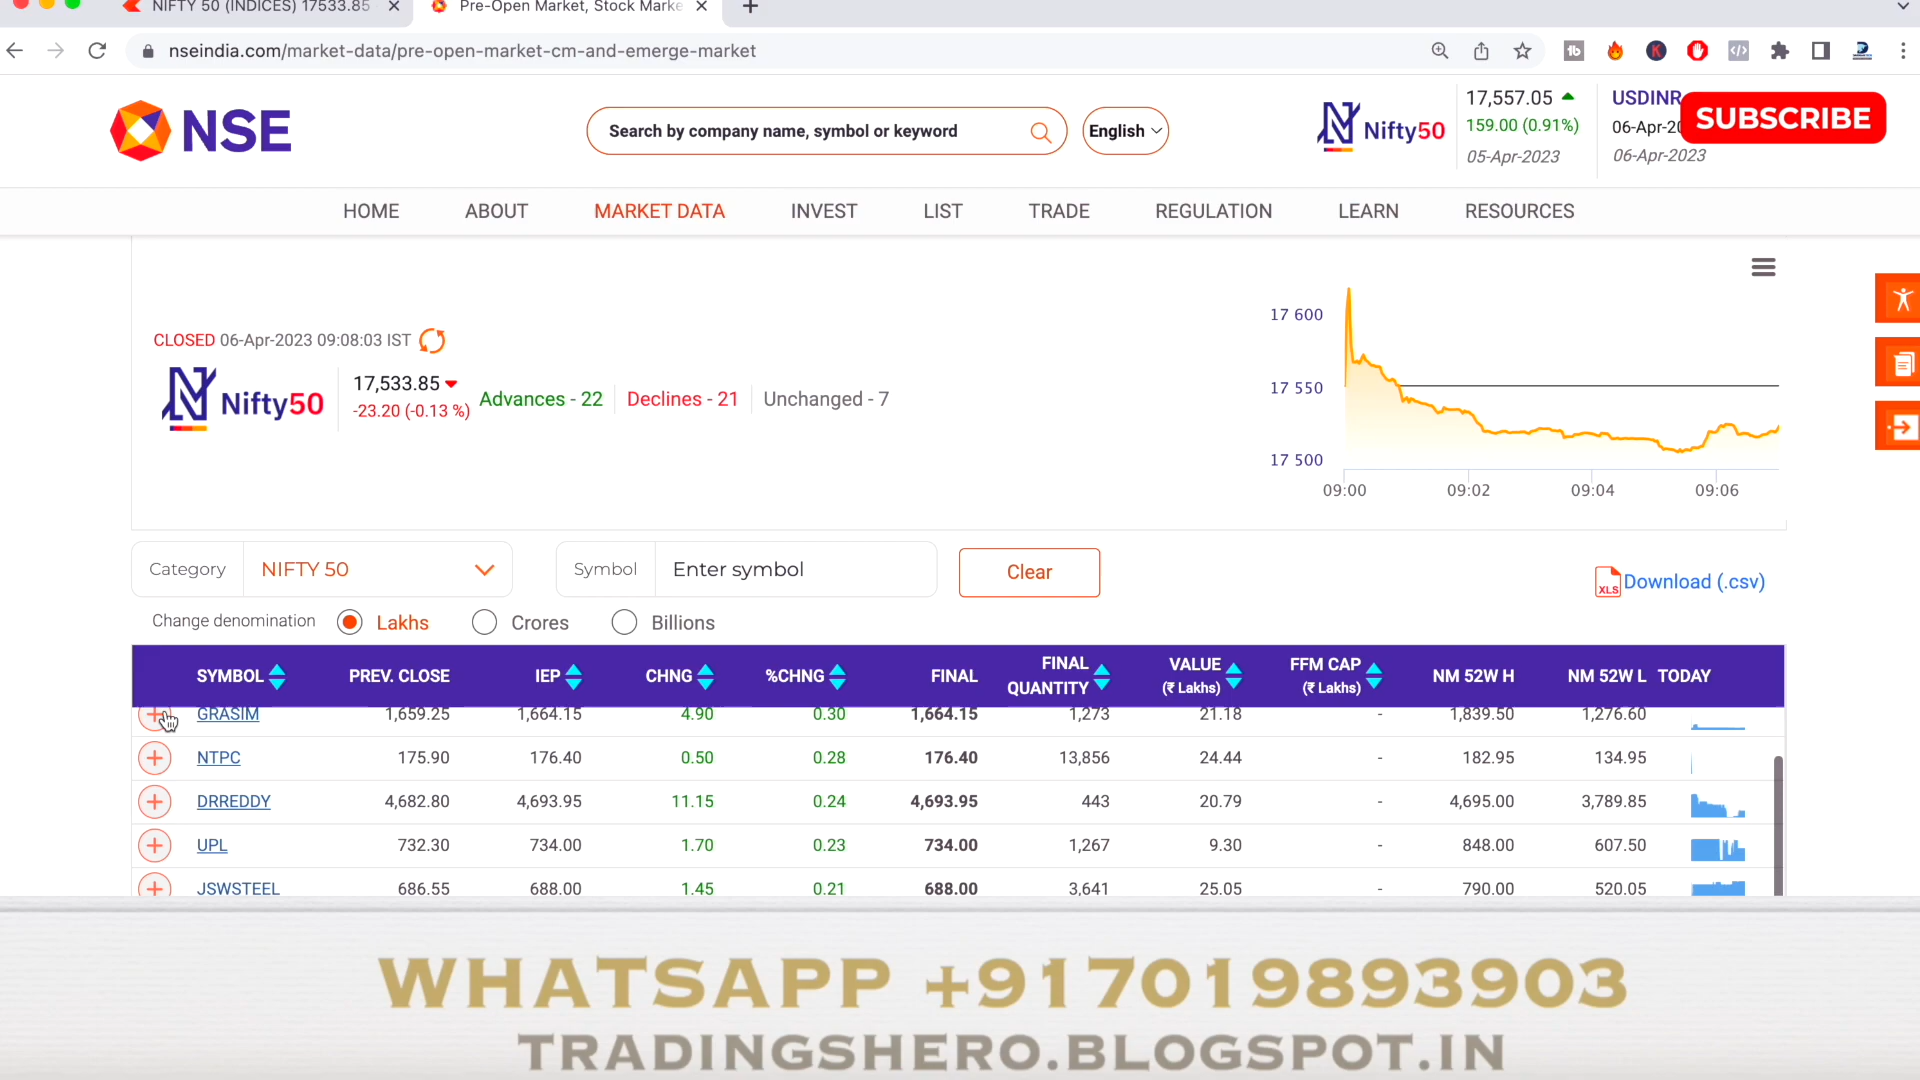 NIFTY 50 (INDICES) 17533.85
Pre-Open Market, Stock Marke
nseindia.com/market-data/pre-open-market-cm-and-emerge-market
NSE
Search by company name, symbol or keyword
English
Nifty50
17,557.05
159.00 (0.91%)
05-Apr-2023
USDINR
06-Apr-20
06-Apr-2023
SUBSCRIBE
HOME ABOUT MARKET DATA INVEST LIST TRADE REGULATION LEARN RESOURCES
CLOSED 06-Apr-2023 09:08:03 IST
Nifty50
17,533.85
-23.20 (-0.13 %)
Advances - 22 Declines - 21 Unchanged - 7
17 600
17 550
17 500
09:00 09:02 09:04 09:06
Category NIFTY 50 Symbol Enter symbol Clear
XLS Download (.csv)
Change denomination Lakhs Crores Billions
SYMBOL PREV. CLOSE IEP CHNG %CHNG FINAL FINAL QUANTITY VALUE (₹ Lakhs) FFM CAP (₹ Lakhs) NM 52W H NM 52W L TODAY
GRASIM 1,659.25 1,664.15 4.90 0.30 1,664.15 1,273 21.18 - 1,839.50 1,276.60
NTPC 175.90 176.40 0.50 0.28 176.40 13,856 24.44 - 182.95 134.95
DRREDDY 4,682.80 4,693.95 11.15 0.24 4,693.95 443 20.79 - 4,695.00 3,789.85
UPL 732.30 734.00 1.70 0.23 734.00 1,267 9.30 - 848.00 607.50
JSWSTEEL 686.55 688.00 1.45 0.21 688.00 3,641 25.05 - 790.00 520.05
WHATSAPP +917019893903
TRADINGSHERO.BLOGSPOT.IN